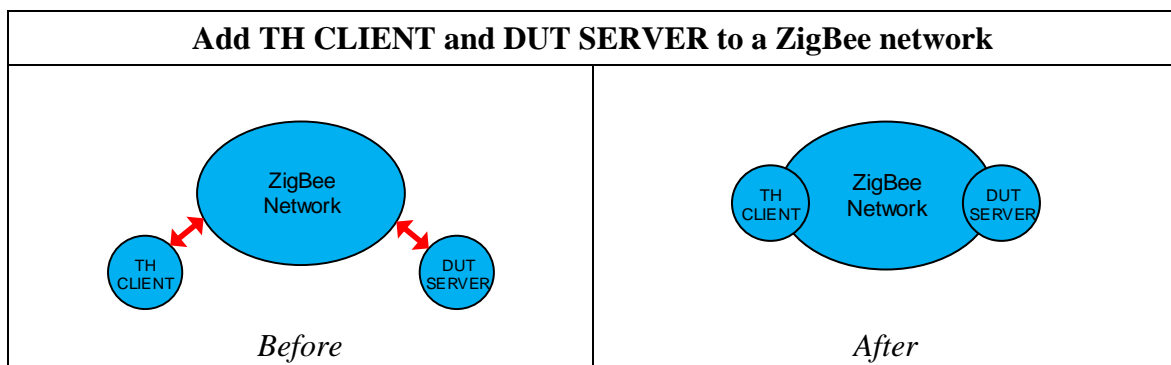 Add TH CLIENT and DUT SERVER to a ZigBee network
ZigBee
Network
TH
CLIENT
DUT
SERVER
Before
TH
CLIENT
ZigBee
Network
DUT
SERVER
After